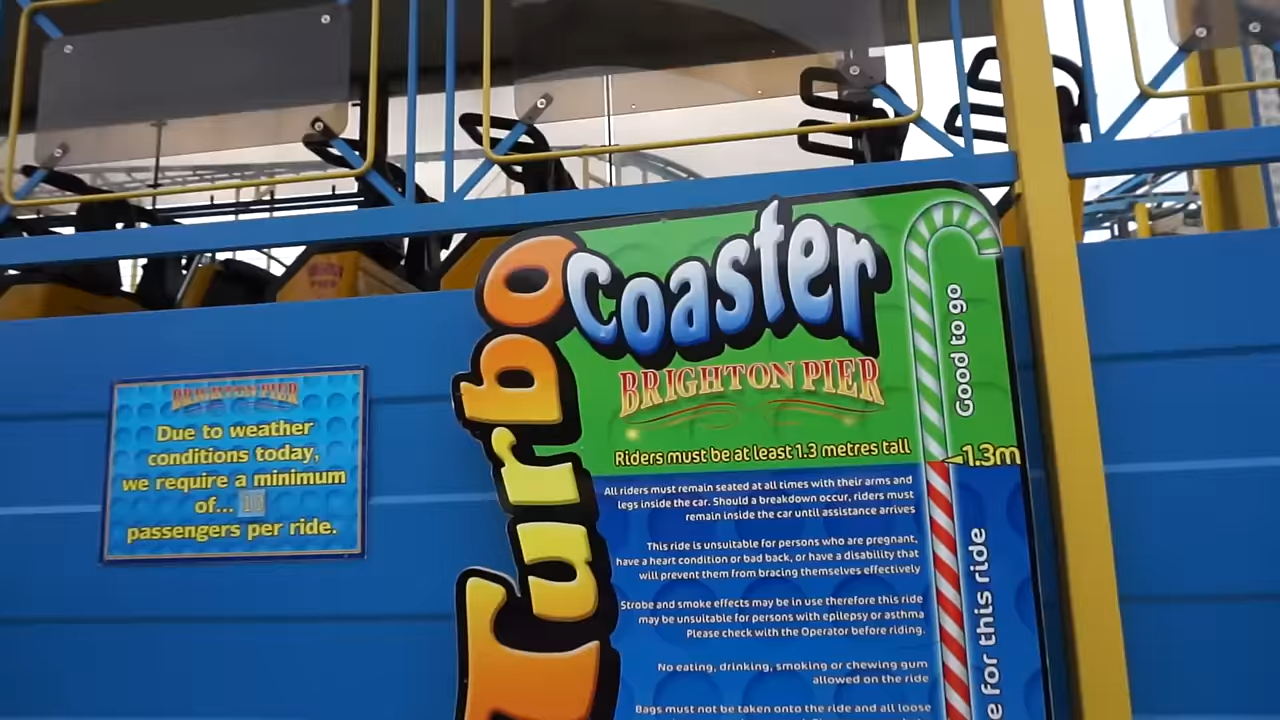 BRIGHTON PIER
Due to weather
conditions today,
we require a minimum
of...
passengers per ride.
Turbo
Coaster
BRIGHTON PIER
Riders must be at least 1.3 metres tall
All riders must remain seated at all times with their arms and
legs inside the car. Should a breakdown occur, riders must
remain inside the car until assistance arrives
This ride is unsuitable for persons who are pregnant,
have a heart condition or bad back, or have a disability that
will prevent them from bracing themselves effectively
Strobe and smoke effects may be in use therefore this ride
may be unsuitable for persons with epilepsy or asthma
Please check with the Operator before riding.
No eating, drinking, smoking or chewing gum
allowed on the ride
Bags must not be taken onto the ride and all loose
Good to go
1.3m
for this ride